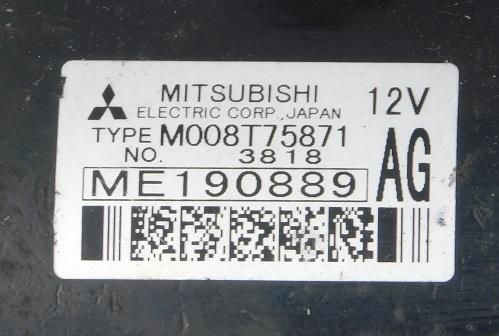 MITSUBISHI 12V
ELECTRIC CORP., JAPAN
TYPE M008T75871
NO. 3818 AG
ME190889